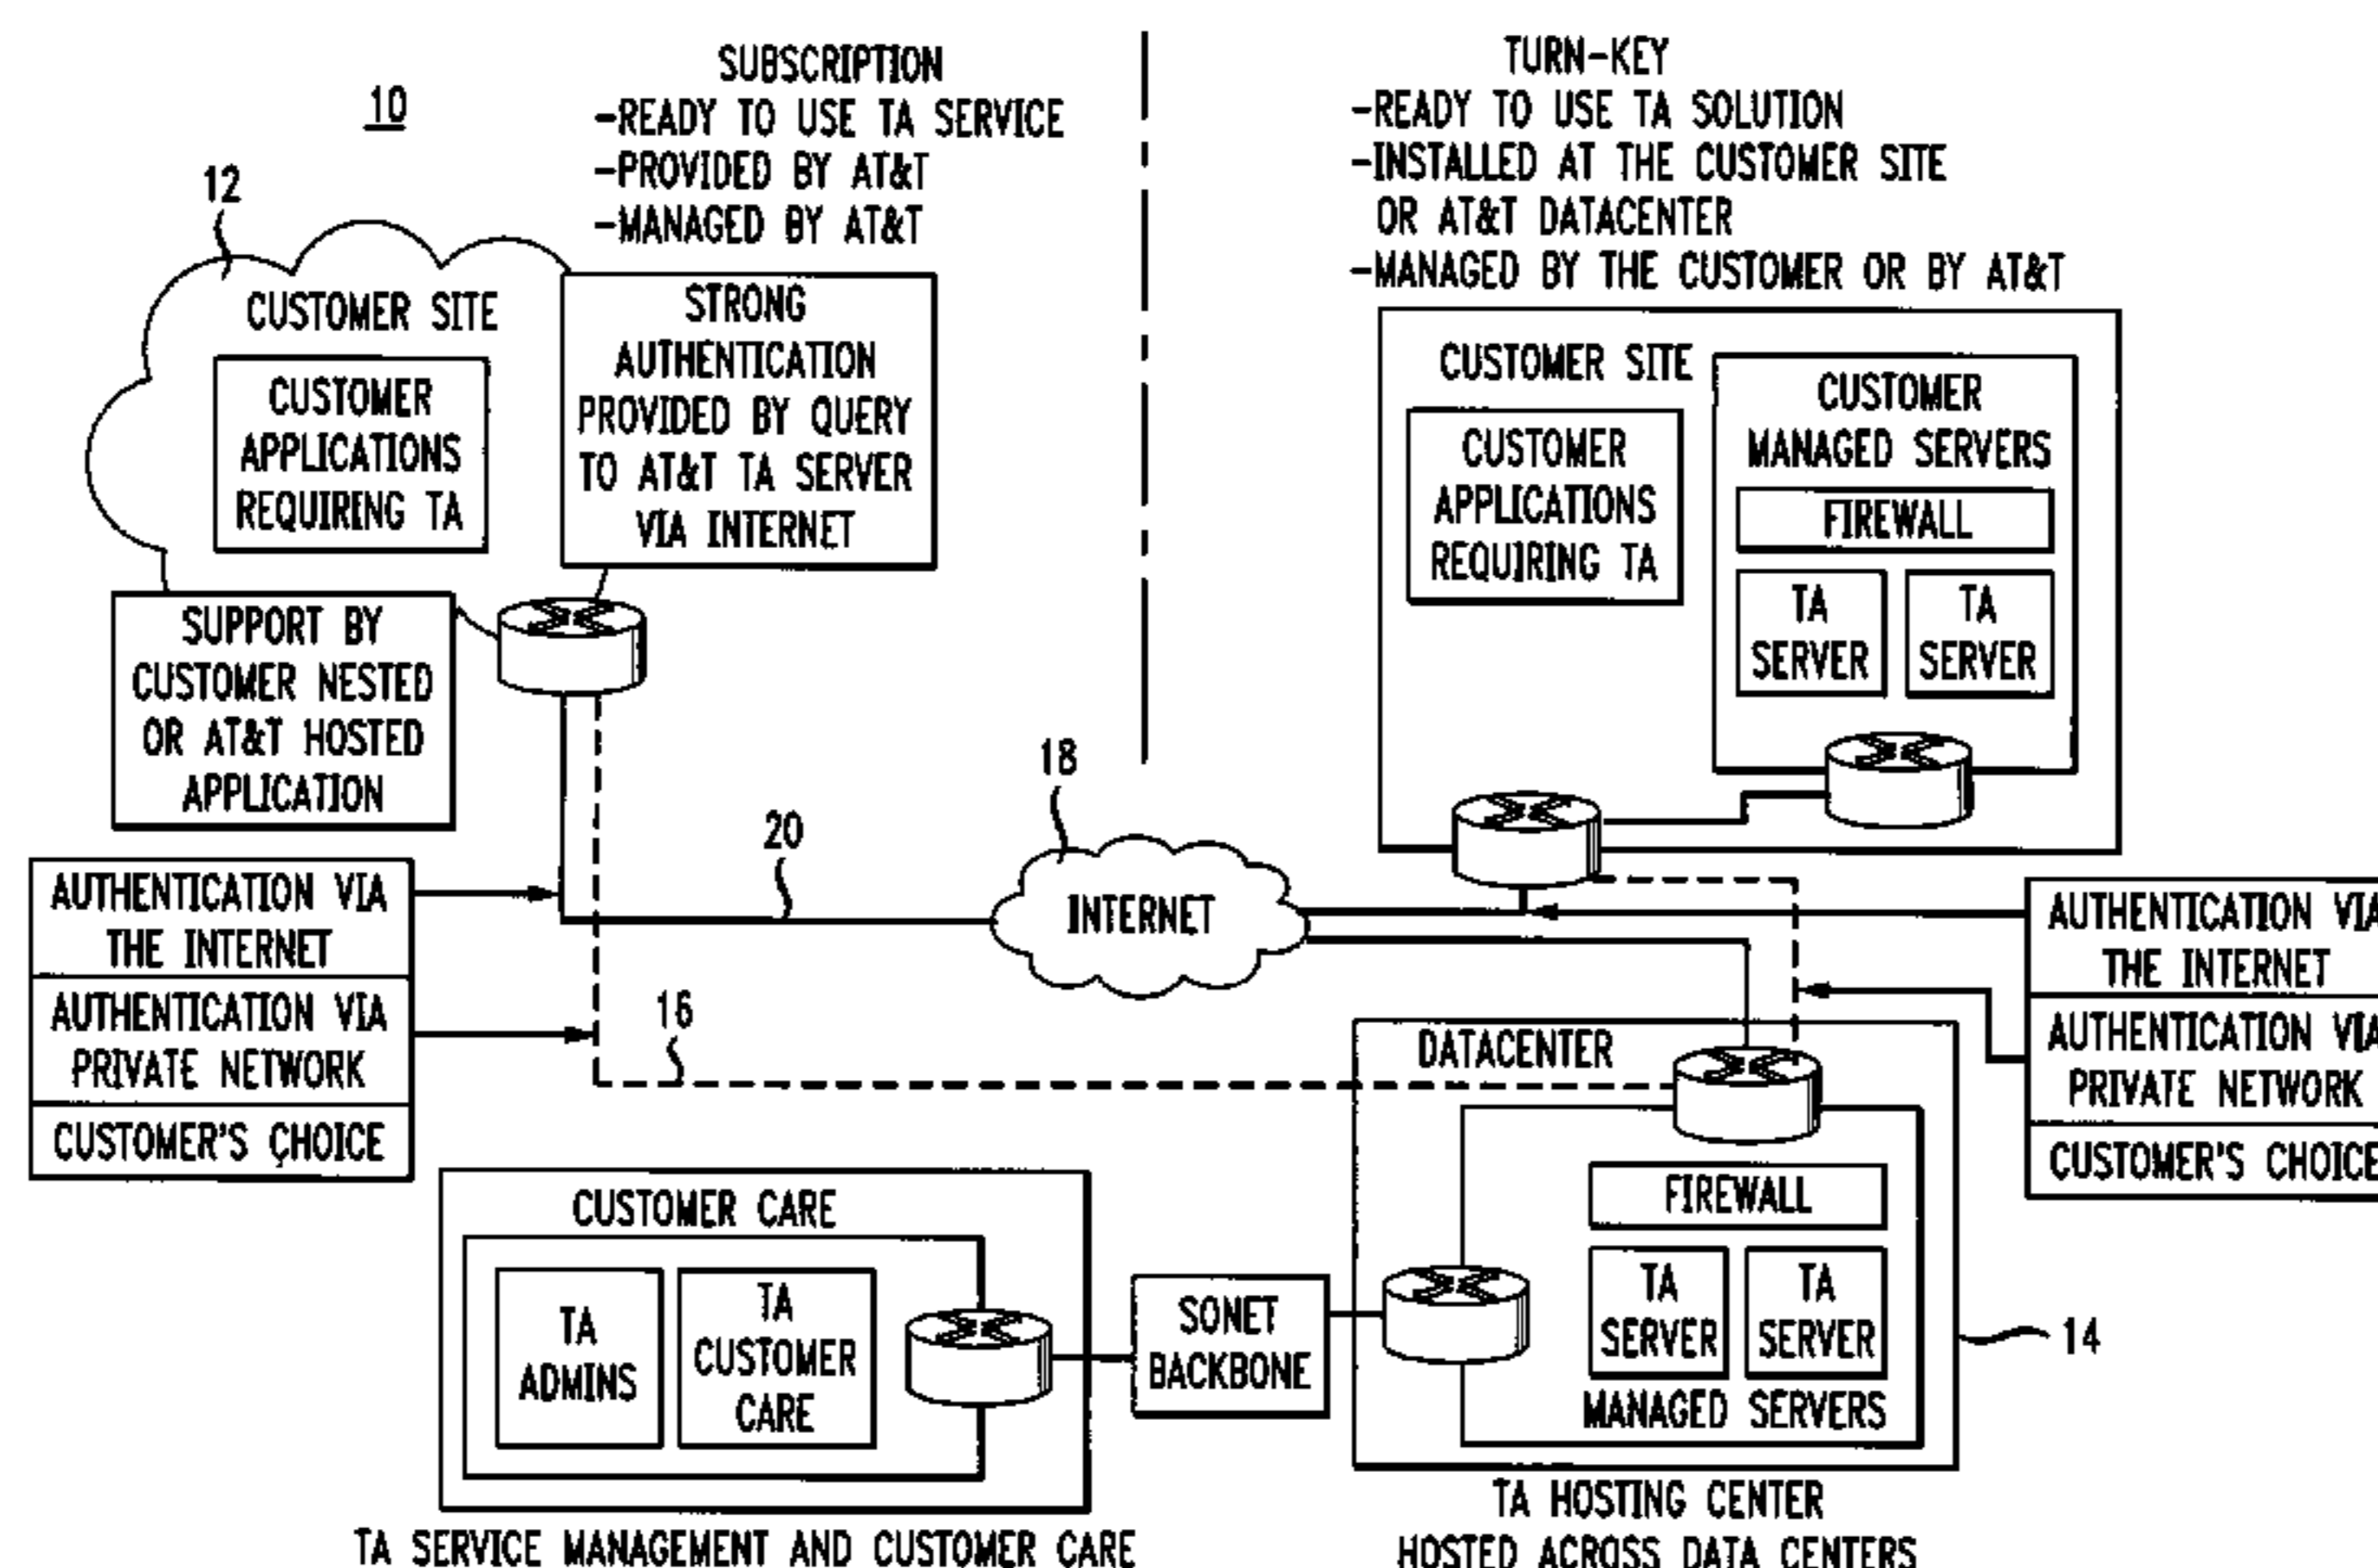 10
SUBSCRIPTION
-READY TO USE TA SERVICE
-PROVIDED BY AT&T
-MANAGED BY AT&T
TURN-KEY
-READY TO USE TA SOLUTION
-INSTALLED AT THE CUSTOMER SITE
OR AT&T DATACENTER
-MANAGED BY THE CUSTOMER OR BY AT&T
12
CUSTOMER SITE
CUSTOMER
APPLICATIONS
REQUIRING TA
STRONG
AUTHENTICATION
PROVIDED BY QUERY
TO AT&T TA SERVER
VIA INTERNET
SUPPORT BY
CUSTOMER NESTED
OR AT&T HOSTED
APPLICATION
CUSTOMER SITE
CUSTOMER
APPLICATIONS
REQUIRING TA
CUSTOMER
MANAGED SERVERS
FIREWALL
TA
SERVER
TA
SERVER
18
INTERNET
20
16
AUTHENTICATION VIA
THE INTERNET
AUTHENTICATION VIA
PRIVATE NETWORK
CUSTOMER'S CHOICE
AUTHENTICATION VIA
THE INTERNET
AUTHENTICATION VIA
PRIVATE NETWORK
CUSTOMER'S CHOICE
DATACENTER
FIREWALL
TA
SERVER
TA
SERVER
MANAGED SERVERS
14
CUSTOMER CARE
TA
ADMINS
TA
CUSTOMER
CARE
SONET
BACKBONE
TA SERVICE MANAGEMENT AND CUSTOMER CARE
TA HOSTING CENTER
HOSTED ACROSS DATA CENTERS